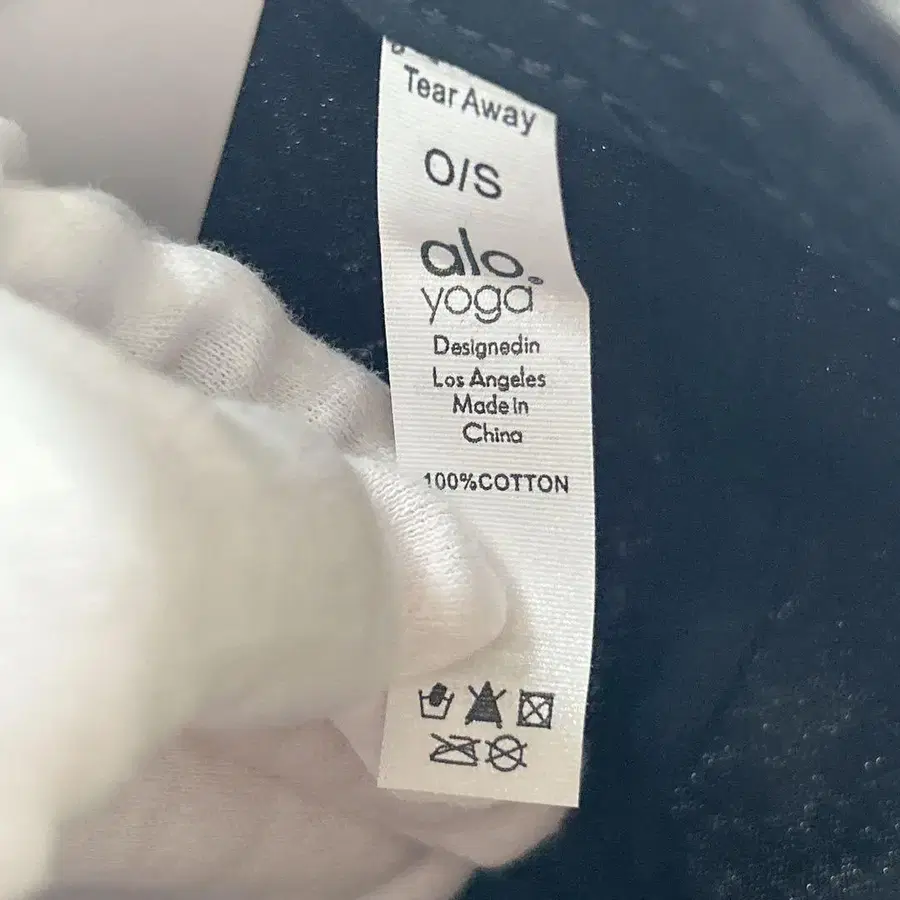 Tear Away
O/S
alo
yoga
Designedin
Los Angeles
Made in
China
100%COTTON